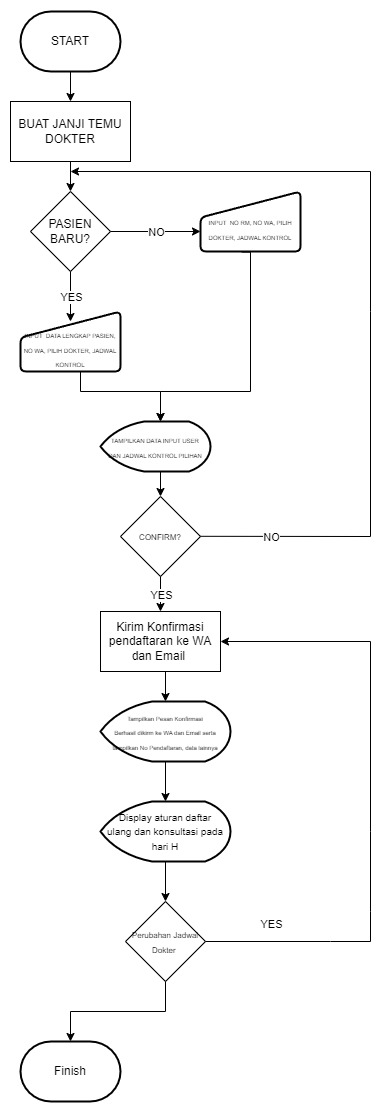 START
BUAT JANJI TEMU
DOKTER
PASIEN
BARU?
NO
INPUT NO RM, NO WA, PILIH
DOKTER, JADWAL KONTROL
YES
INPUT DATA LENGKAP PASIEN,
NO WA, PILIH DOKTER, JADWAL
KONTROL
TAMPILKAN DATA INPUT USER
DAN JADWAL KONTROL PILIHAN
CONFIRM?
NO
YES
Kirim Konfirmasi
pendaftaran ke WA
dan Email
Tampilkan Pesan Konfirmasi
Berhasil dikirim ke WA dan Email serta
tampilkan No Pendaftaran, data lainnya
Display aturan daftar
ulang dan konsultasi pada
hari H
Perubahan Jadwal
Dokter
YES
Finish